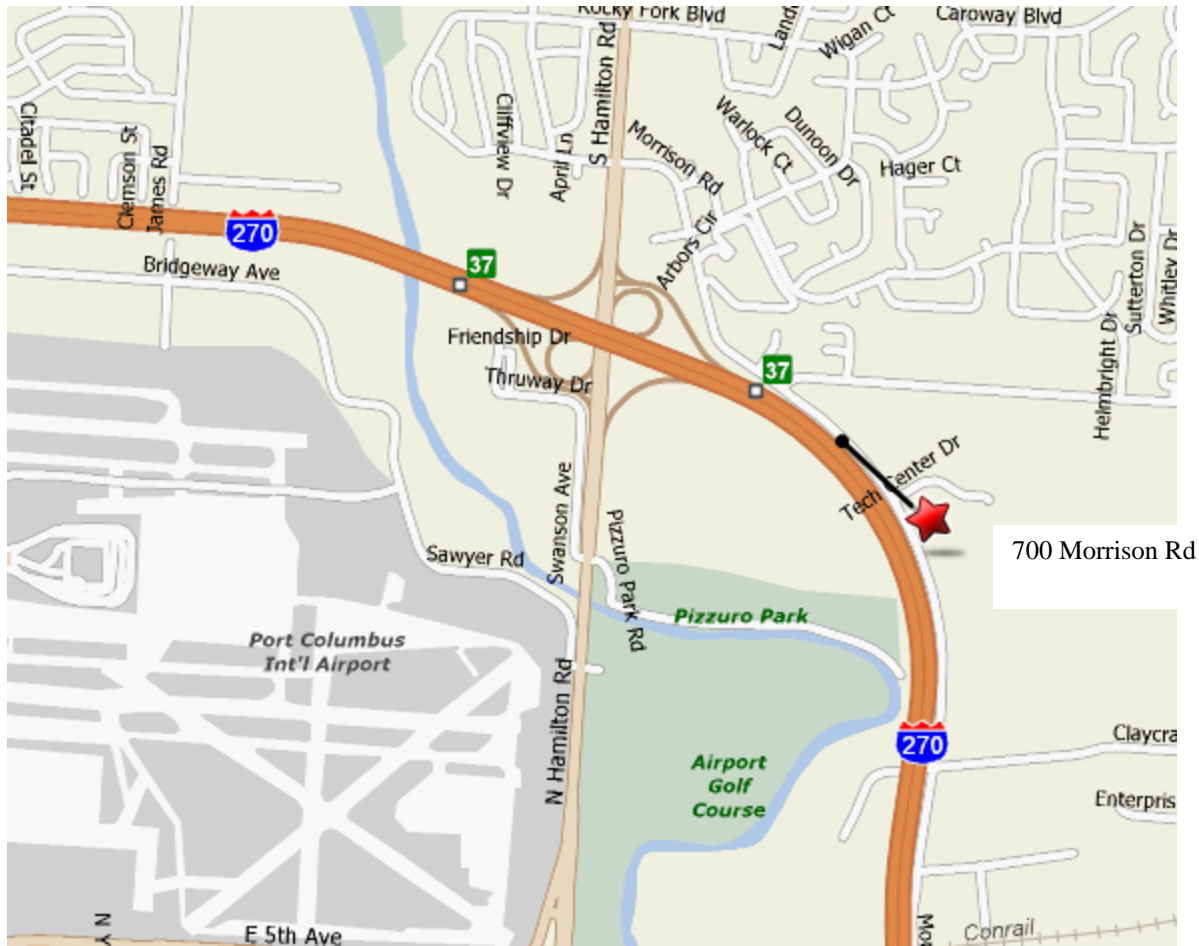 Rocky Fork Blvd
Caroway Blvd
Wigan Ct
S Hamilton Rd
Citadel St
Clemson St
James Rd
Cliffview Dr
April Ln
Morrison Rd
Warlock Ct
Dunoon Dr
Hager Ct
Arbors Cir
Sutterton Dr
Whitley Dr
270
Bridgeway Ave
37
Friendship Dr
Thruway Dr
37
Helmbright Dr
Tech Center Dr
Swanson Ave
Pizzuro Park Rd
700 Morrison Rd
Sawyer Rd
Pizzuro Park
Port Columbus
Int'l Airport
N Hamilton Rd
270
Claycra
Airport
Golf
Course
Enterpris
N Y
E 5th Ave
Conrail